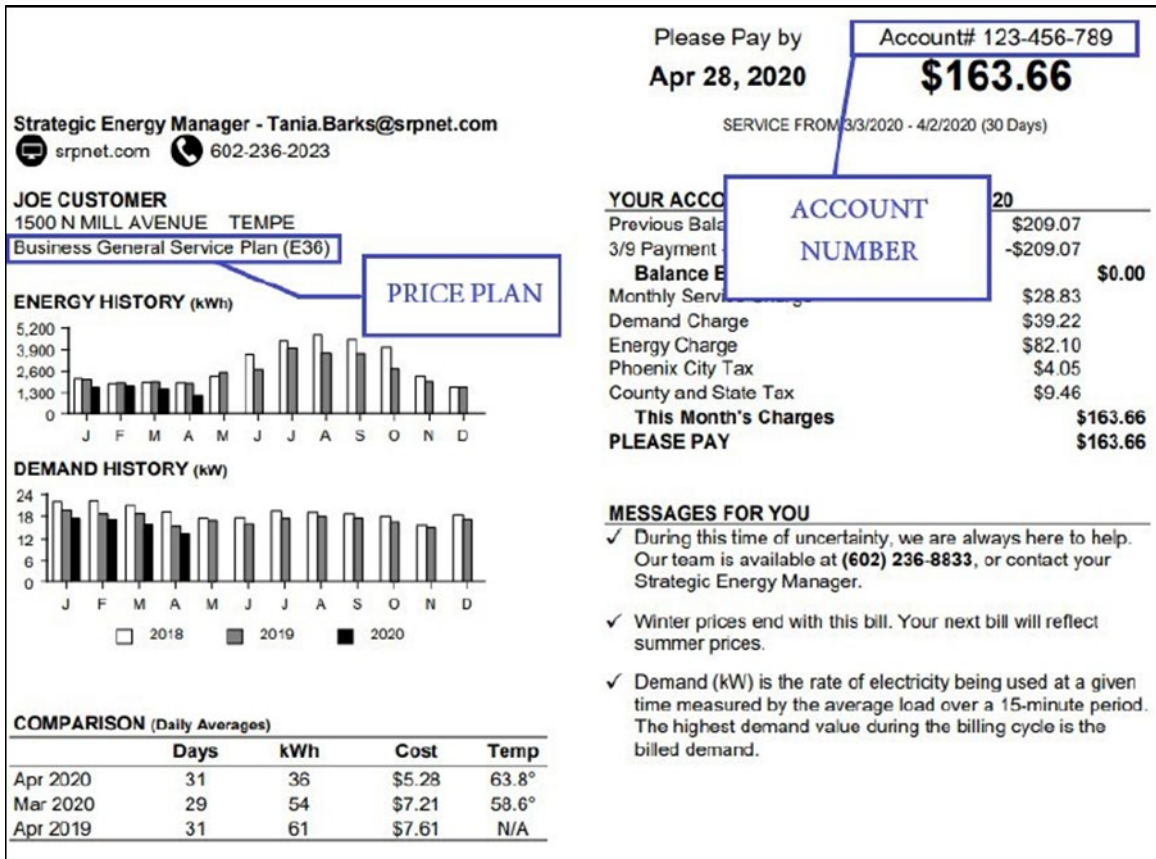 Please Pay by
Account# 123-456-789
Apr 28, 2020
$163.66
Strategic Energy Manager - Tania.Barks@srpnet.com
srpnet.com 602-236-2023
SERVICE FROM 3/3/2020 - 4/2/2020 (30 Days)
JOE CUSTOMER
1500 N MILL AVENUE TEMPE
Business General Service Plan (E36)
PRICE PLAN
ENERGY HISTORY (kWh)
5,200
3,900
2,600
1,300
0
J F M A M J J A S O N D
DEMAND HISTORY (kW)
24
18
12
6
0
J F M A M J J A S O N D
2018 2019 2020
COMPARISON (Daily Averages)
Days kWh Cost Temp
Apr 2020 31 36 $5.28 63.8°
Mar 2020 29 54 $7.21 58.6°
Apr 2019 31 61 $7.61 N/A
ACCOUNT
NUMBER
YOUR 20
Previous $209.07
3/9 Payment -$209.07
Balance $0.00
Monthly $28.83
Demand Charge $39.22
Energy Charge $82.10
Phoenix City Tax $4.05
County and State Tax $9.46
This Month's Charges $163.66
PLEASE PAY $163.66
MESSAGES FOR YOU
✓ During this time of uncertainty, we are always here to help.
Our team is available at (602) 236-8833, or contact your
Strategic Energy Manager.
✓ Winter prices end with this bill. Your next bill will reflect
summer prices.
✓ Demand (kW) is the rate of electricity being used at a given
time measured by the average load over a 15-minute period.
The highest demand value during the billing cycle is the
billed demand.